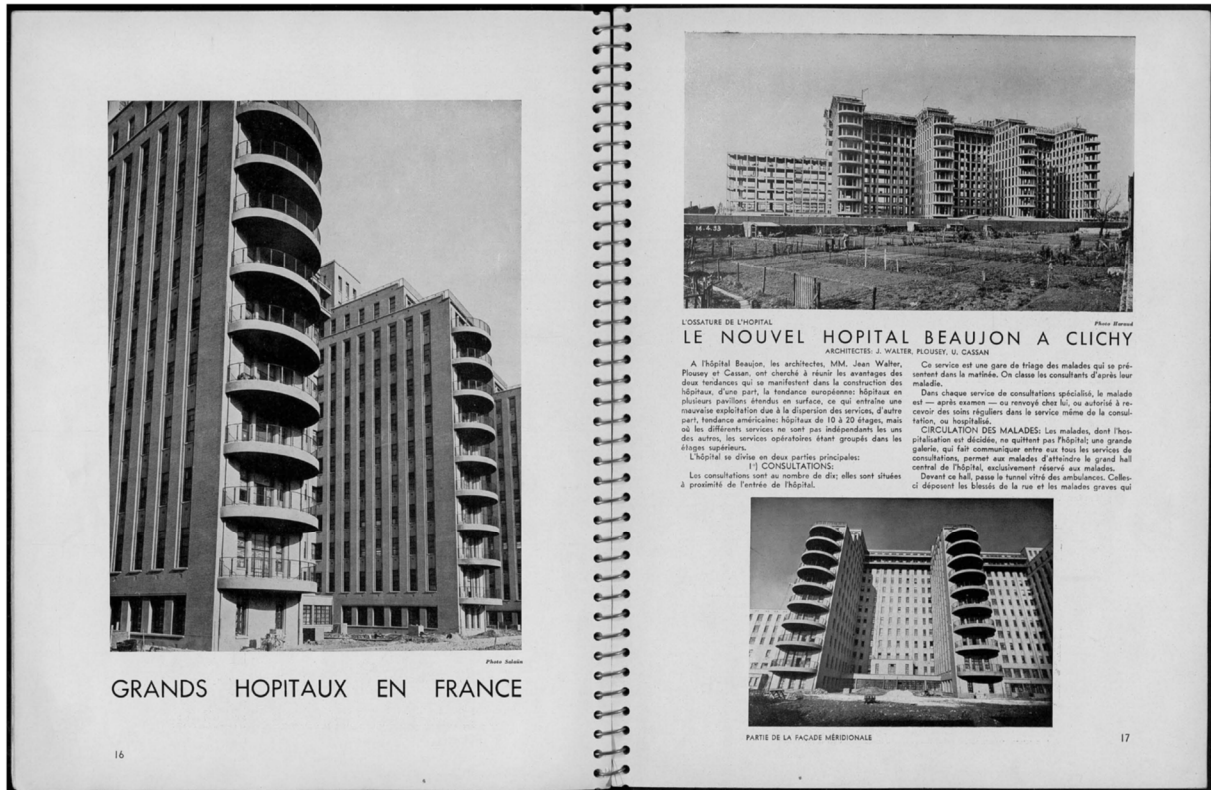 Photo Salaün
GRANDS HOPITAUX EN FRANCE
16
14.4.33
L'OSSATURE DE L'HOPITAL
Photo Horand
LE NOUVEL HOPITAL BEAUJON A CLICHY
ARCHITECTES: J. WALTER, PLOUSEY, U. CASSAN
A l'hôpital Beaujon, les architectes, MM. Jean Walter,
Plousey et Cassan, ont cherché à réunir les avantages des
deux tendances qui se manifestent dans la construction des
hôpitaux, d'une part, la tendance européenne: hôpitaux en
plusieurs pavillons étendus en surface, ce qui entraîne une
mauvaise exploitation due à la dispersion des services, d'autre
part, tendance américaine: hôpitaux de 10 à 20 étages, mais
où les différents services ne sont pas indépendants les uns
des autres, les services opératoires étant groupés dans les
étages supérieurs.
L'hôpital se divise en deux parties principales:
1°) CONSULTATIONS:
Les consultations sont au nombre de dix; elles sont situées
à proximité de l'entrée de l'hôpital.
Ce service est une gare de triage des malades qui se pré-
sentent dans la matinée. On classe les consultants d'après leur
maladie.
Dans chaque service de consultations spécialisé, le malade
est — après examen — ou renvoyé chez lui, ou autorisé à re-
cevoir des soins réguliers dans le service même de la consul-
tation, ou hospitalisé.
CIRCULATION DES MALADES: Les malades, dont l'hos-
pitalisation est décidée, ne quittent pas l'hôpital; une grande
galerie, qui fait communiquer entre eux tous les services de
consultations, permet aux malades d'atteindre le grand hall
central de l'hôpital, exclusivement réservé aux malades.
Devant ce hall, passe le tunnel vitré des ambulances. Celles-
ci déposent les blessés de la rue et les malades graves qui
PARTIE DE LA FAÇADE MÉRIDIONALE
17